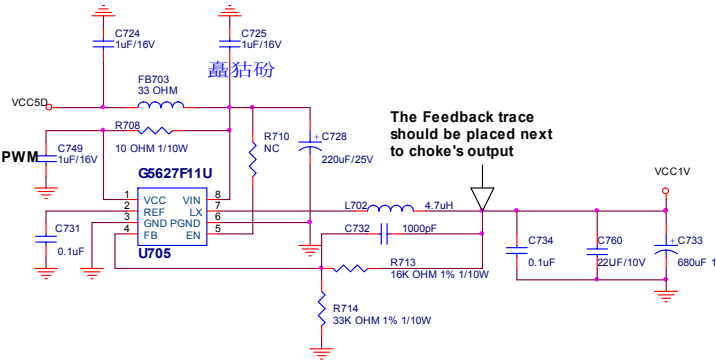 C724
1uF/16V
C725
1uF/16V
矗狜砏
FB703
33 OHM
VCC5D
R708
10 OHM 1/10W
C749
1uF/16V
PWM
R710
NC
+ C728
220uF/25V
The Feedback trace
should be placed next
to choke's output
VCC1V
G5627F11U
1 VCC VIN 8
2 REF LX 7
3 GND PGND 6
4 FB EN 5
U705
C731
0.1uF
L702 4.7uH
C732 1000pF
R713
16K OHM 1% 1/10W
R714
33K OHM 1% 1/10W
C734
0.1uF
C760
22UF/10V
+ C733
680uF 1